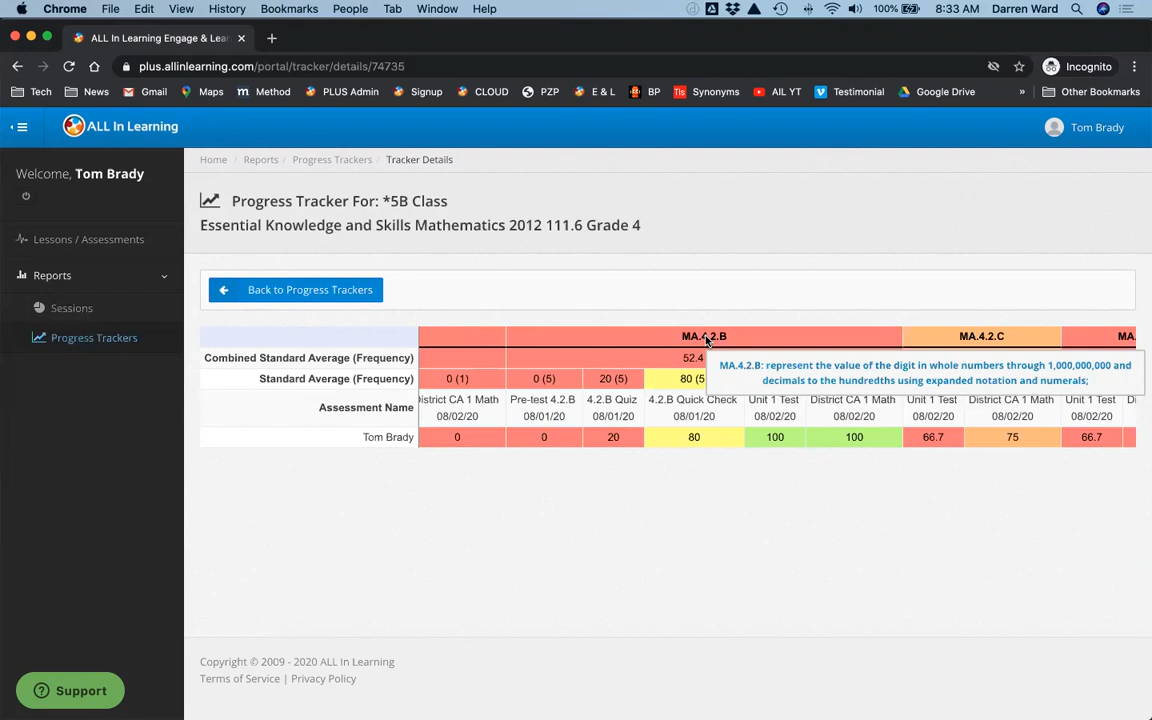 Chrome File Edit View History Bookmarks People Tab Window Help 100% 8:33 AM Darren Ward
ALL In Learning Engage & Lea
plus.allinlearning.com/portal/tracker/details/74735 Incognito
Tech News Gmail Maps Method PLUS Admin Signup CLOUD PZP E & L BP Synonyms AIL YT Testimonial Google Drive » Other Bookmarks
ALL In Learning Tom Brady
Welcome, Tom Brady
Lessons / Assessments
Reports
Sessions
Progress Trackers
Home / Reports / Progress Trackers / Tracker Details
Progress Tracker For: *5B Class
Essential Knowledge and Skills Mathematics 2012 111.6 Grade 4
Back to Progress Trackers
MA.4.2.B MA.4.2.C MA.
Combined Standard Average (Frequency) 52.4
MA.4.2.B: represent the value of the digit in whole numbers through 1,000,000,000 and
decimals to the hundredths using expanded notation and numerals;
Standard Average (Frequency) 0 (1) 0 (5) 20 (5) 80 (5
Assessment Name
District CA 1 Math Pre-test 4.2.B 4.2.B Quiz 4.2.B Quick Check Unit 1 Test District CA 1 Math Unit 1 Test District CA 1 Math Unit 1 Test Di
08/02/20 08/01/20 08/01/20 08/01/20 08/02/20 08/02/20 08/02/20 08/02/20 08/02/20
Tom Brady 0 0 20 80 100 100 66.7 75 66.7
Copyright © 2009 - 2020 ALL In Learning
Terms of Service | Privacy Policy
Support